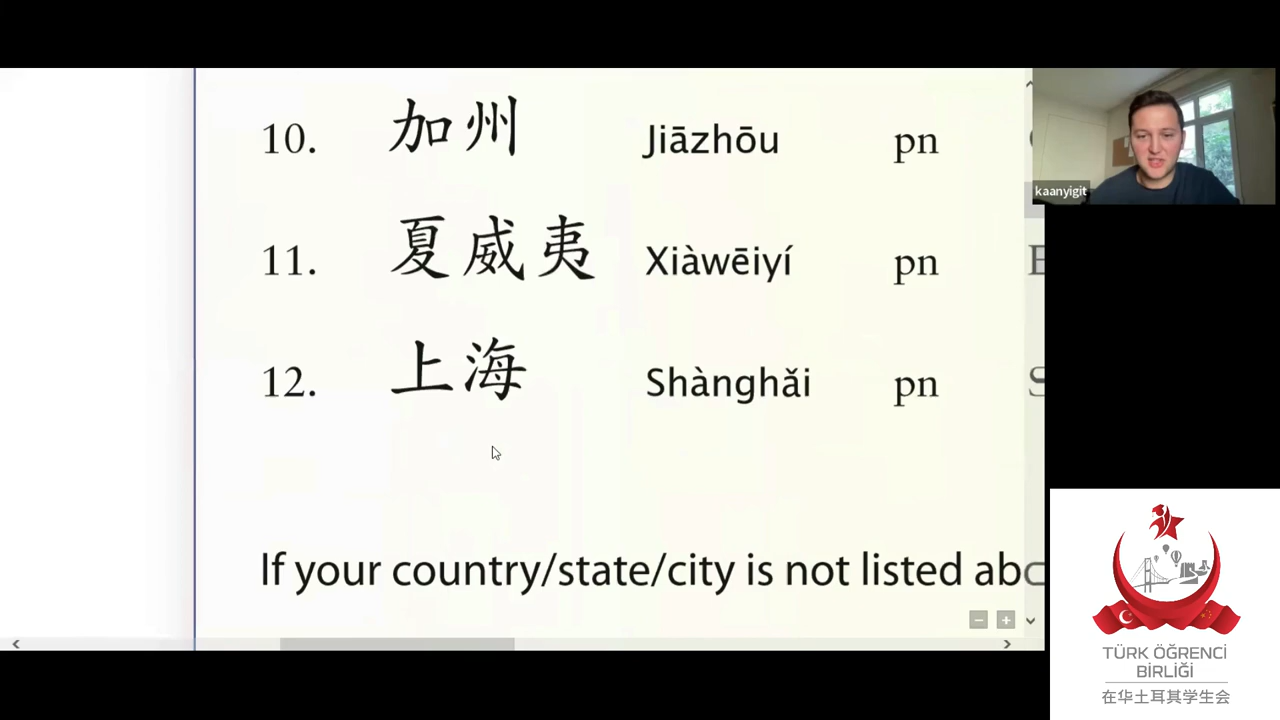 10. 加州 Jiāzhōu pn
11. 夏威夷 Xiàwēiyí pn
12. 上海 Shànghǎi pn
If your country/state/city is not listed
kaanyigit
TÜRK ÖĞRENCİ
BİRLİĞİ
在华土耳其学生会